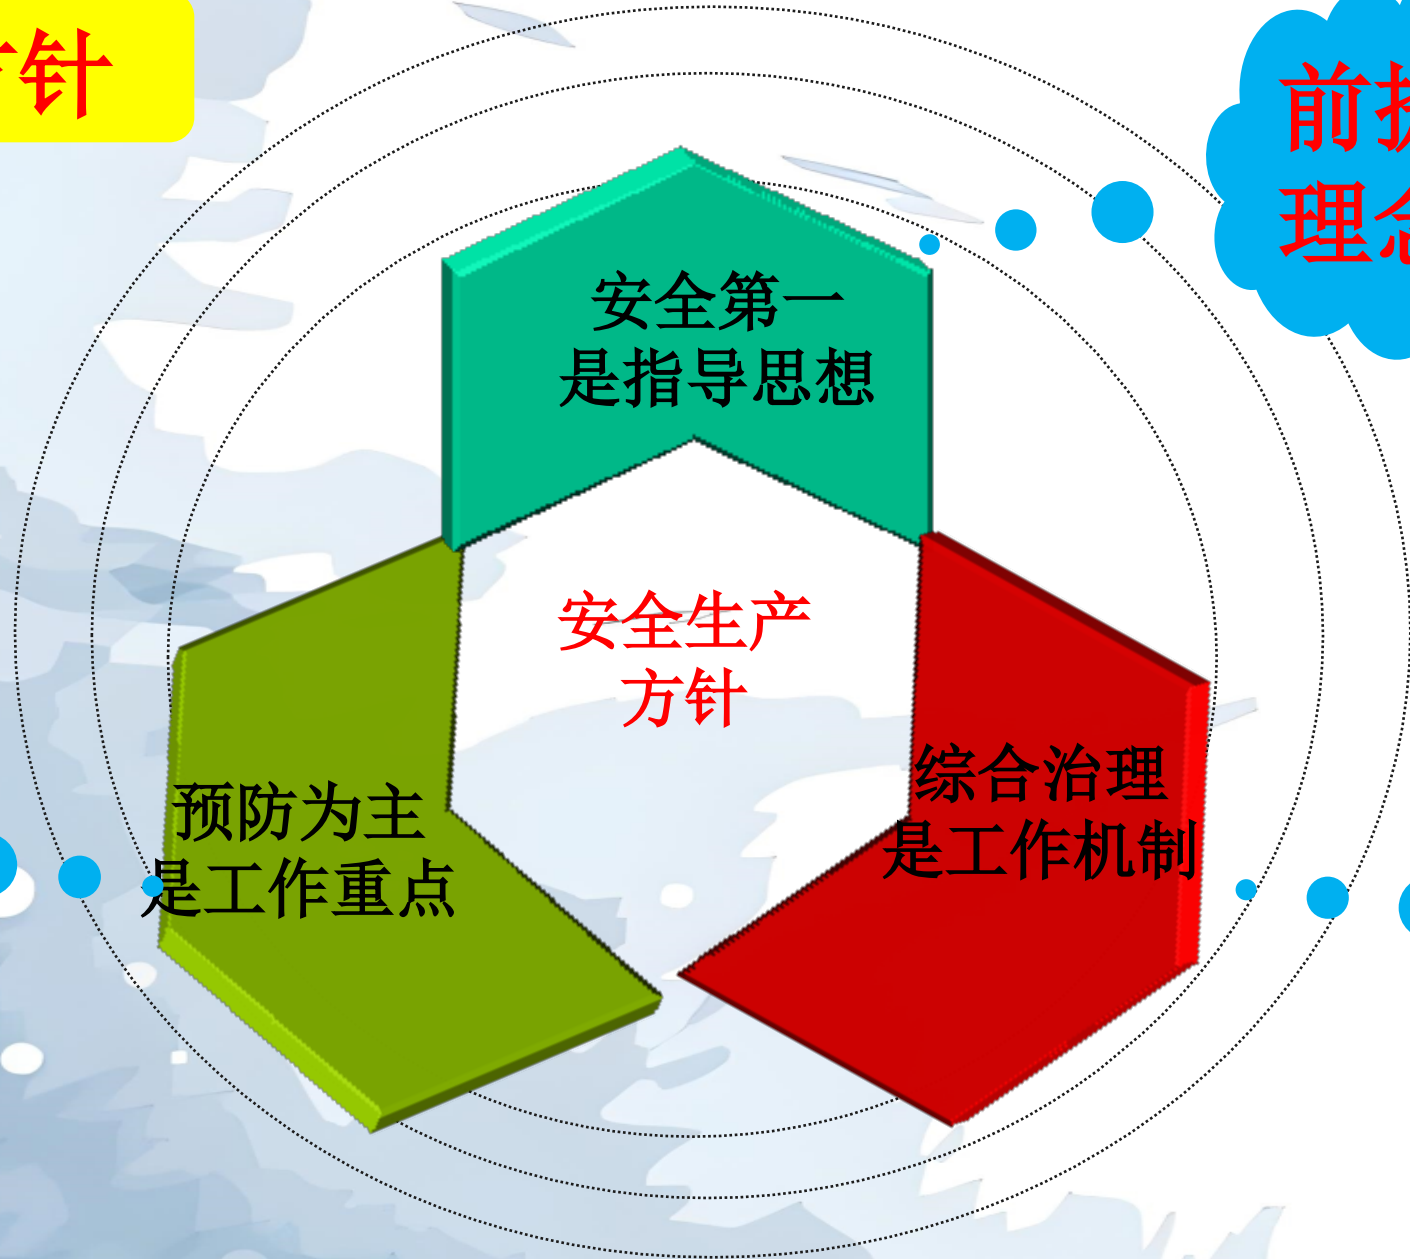 针
前
理
安全第一
是指导思想
安全生产
方针
综合治理
是工作机制
预防为主
是工作重点